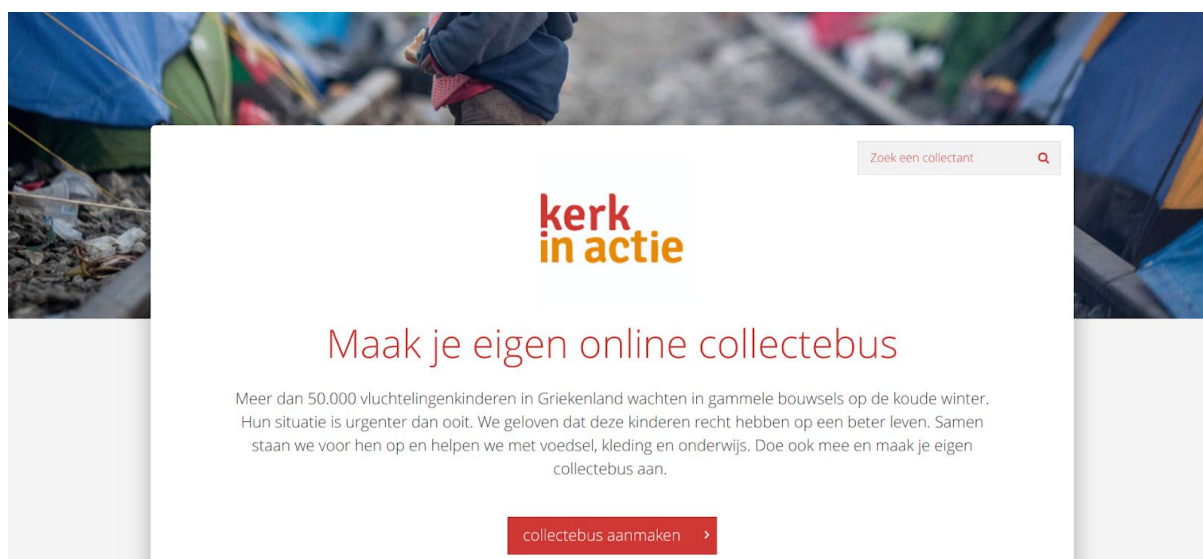 Zoek een collectant
kerk
in actie
Maak je eigen online collectebus
Meer dan 50.000 vluchtelingenkinderen in Griekenland wachten in gammele bouwsels op de koude winter.
Hun situatie is urgenter dan ooit. We geloven dat deze kinderen recht hebben op een beter leven. Samen
staan we voor hen op en helpen we met voedsel, kleding en onderwijs. Doe ook mee en maak je eigen
collectebus aan.
collectebus aanmaken